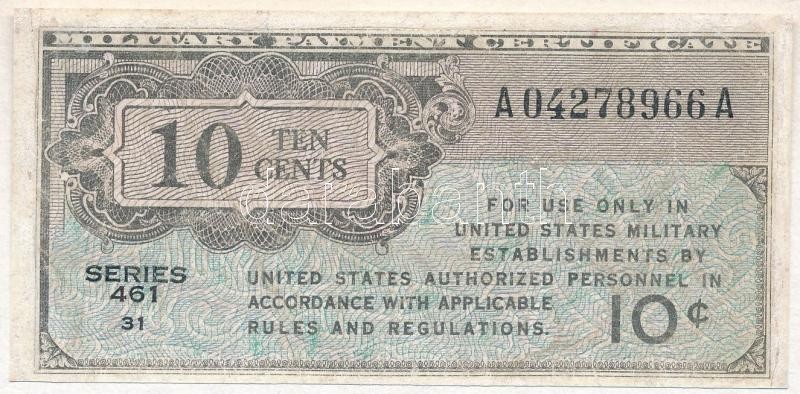 MILITARY PAYMENT CERTIFICATE
A04278966A
10 TEN
CENTS
FOR USE ONLY IN
UNITED STATES MILITARY
ESTABLISHMENTS BY
UNITED STATES AUTHORIZED PERSONNEL IN
ACCORDANCE WITH APPLICABLE
RULES AND REGULATIONS.
SERIES
461
31
10¢